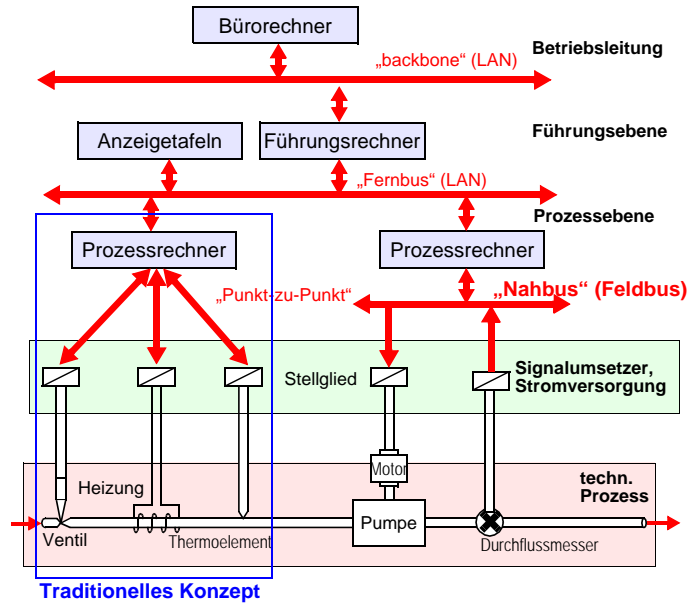 Bürorechner
Betriebsleitung
„backbone“ (LAN)
Anzeigetafeln
Führungsrechner
Führungsebene
„Fernbus“ (LAN)
Prozessebene
Prozessrechner
Prozessrechner
„Punkt-zu-Punkt“
„Nahbus“ (Feldbus)
Stellglied
Signalumsetzer,
Stromversorgung
Motor
Heizung
techn.
Prozess
Pumpe
Ventil
Thermoelement
Durchflussmesser
Traditionelles Konzept